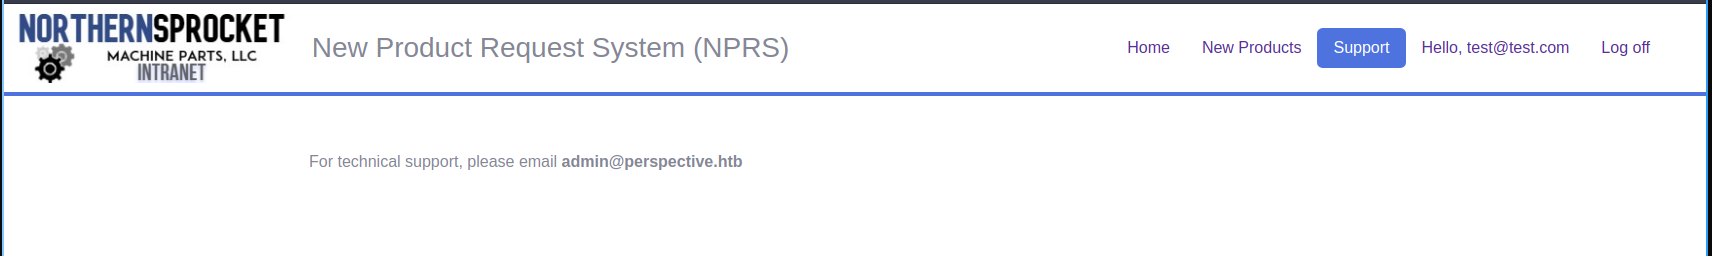 NORTHERNSPROCKET
MACHINE PARTS, LLC
INTRANET
New Product Request System (NPRS)
Home New Products Support Hello, test@test.com Log off
For technical support, please email admin@perspective.htb